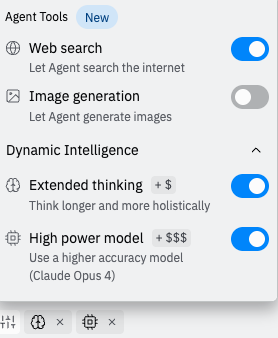 Agent Tools New
Web search
Let Agent search the internet
Image generation
Let Agent generate images
Dynamic Intelligence
Extended thinking + $
Think longer and more holistically
High power model + $$$
Use a higher accuracy model
(Claude Opus 4)